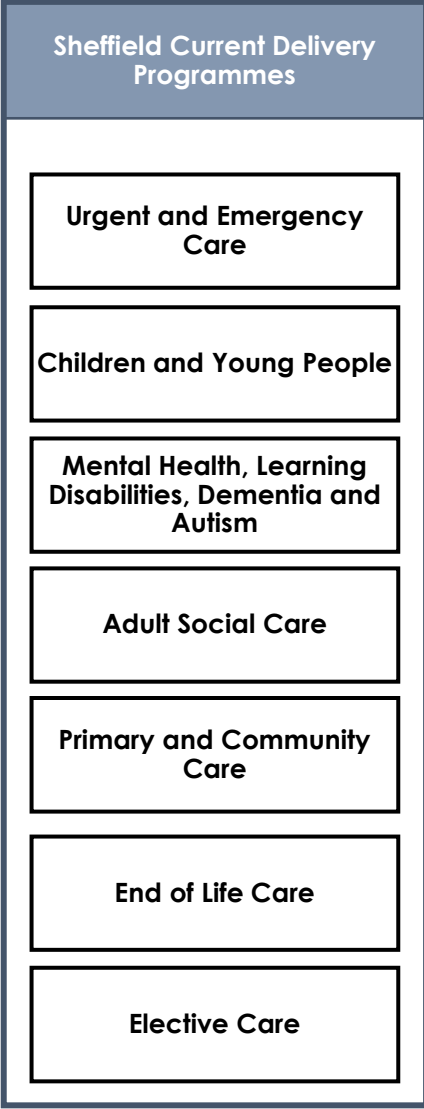 Sheffield Current Delivery
Programmes
Urgent and Emergency
Care
Children and Young People
Mental Health, Learning
Disabilities, Dementia and
Autism
Adult Social Care
Primary and Community
Care
End of Life Care
Elective Care